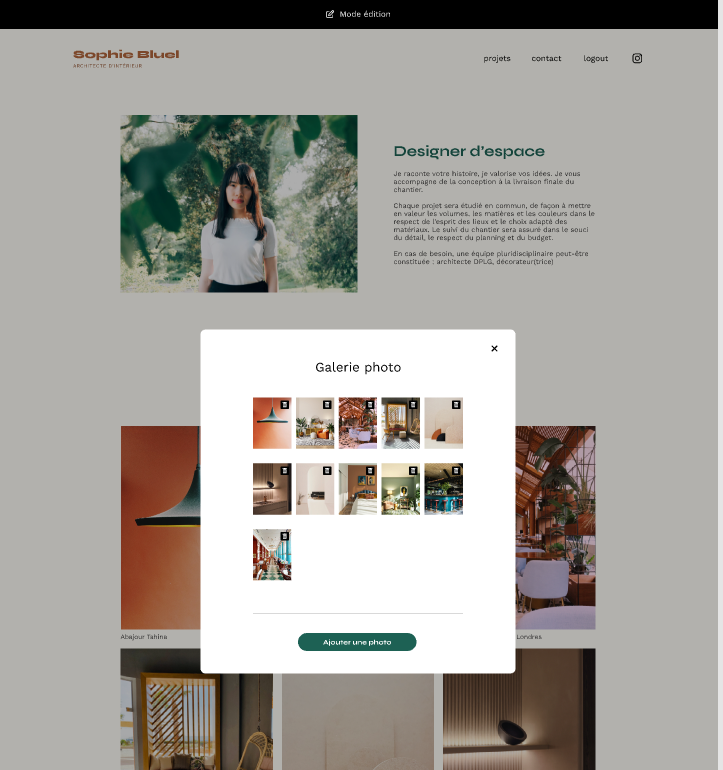 Mode édition
Sophie Bluel
ARCHITECTE D'INTÉRIEUR
projets
contact
logout
Designer d'espace
Je raconte votre histoire, je valorise vos idées. Je vous
accompagne de la conception à la livraison finale du
chantier.
Chaque projet sera étudié en commun, de façon à mettre
en valeur les volumes, les matières et les couleurs dans le
respect de l'esprit des lieux et le choix adapté des
matériaux. Le suivi du chantier sera assuré dans le souci
du détail, le respect du planning et du budget.
En cas de besoin, une équipe pluridisciplinaire peut-être
constituée : architecte DPLG, décorateur(trice)
Galerie photo
Ajouter une photo
Abajour Tahina
Londres